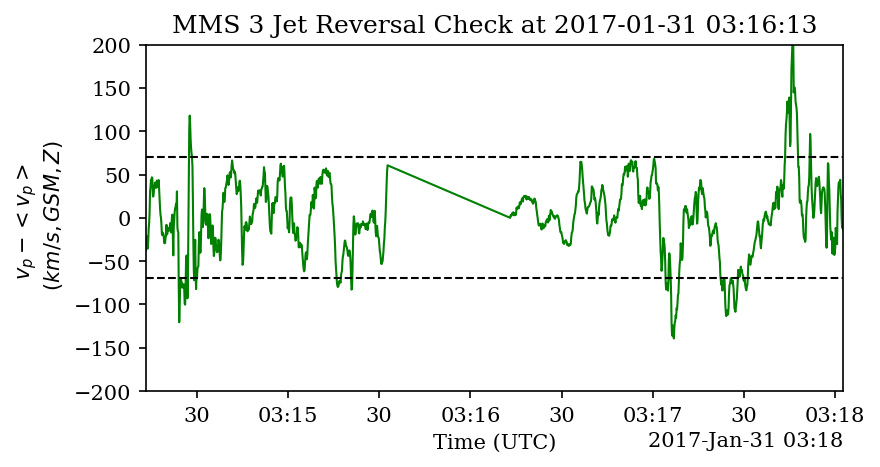 MMS 3 Jet Reversal Check at 2017-01-31 03:16:13
200
150
100
50
0
−50
−100
−150
−200
v_p − < v_p >
(km/s, GSM, Z)
30 03:15 30 03:16 30 03:17 30 03:18
Time (UTC)
2017-Jan-31 03:18